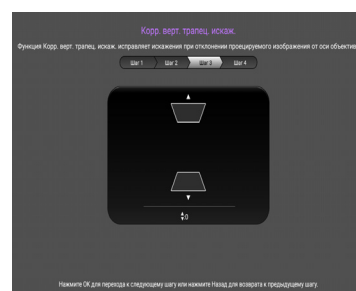 Корр. верт. трапец. искаж.
Функция Корр. верт. трапец. искаж. исправляет искажения при отклонении проецируемого изображения от оси объектив
Шаг 1 Шаг 2 Шаг 3 Шаг 4
0
Нажмите ОК для перехода к следующему шагу или нажмите Назад для возврата к предыдущему шагу.